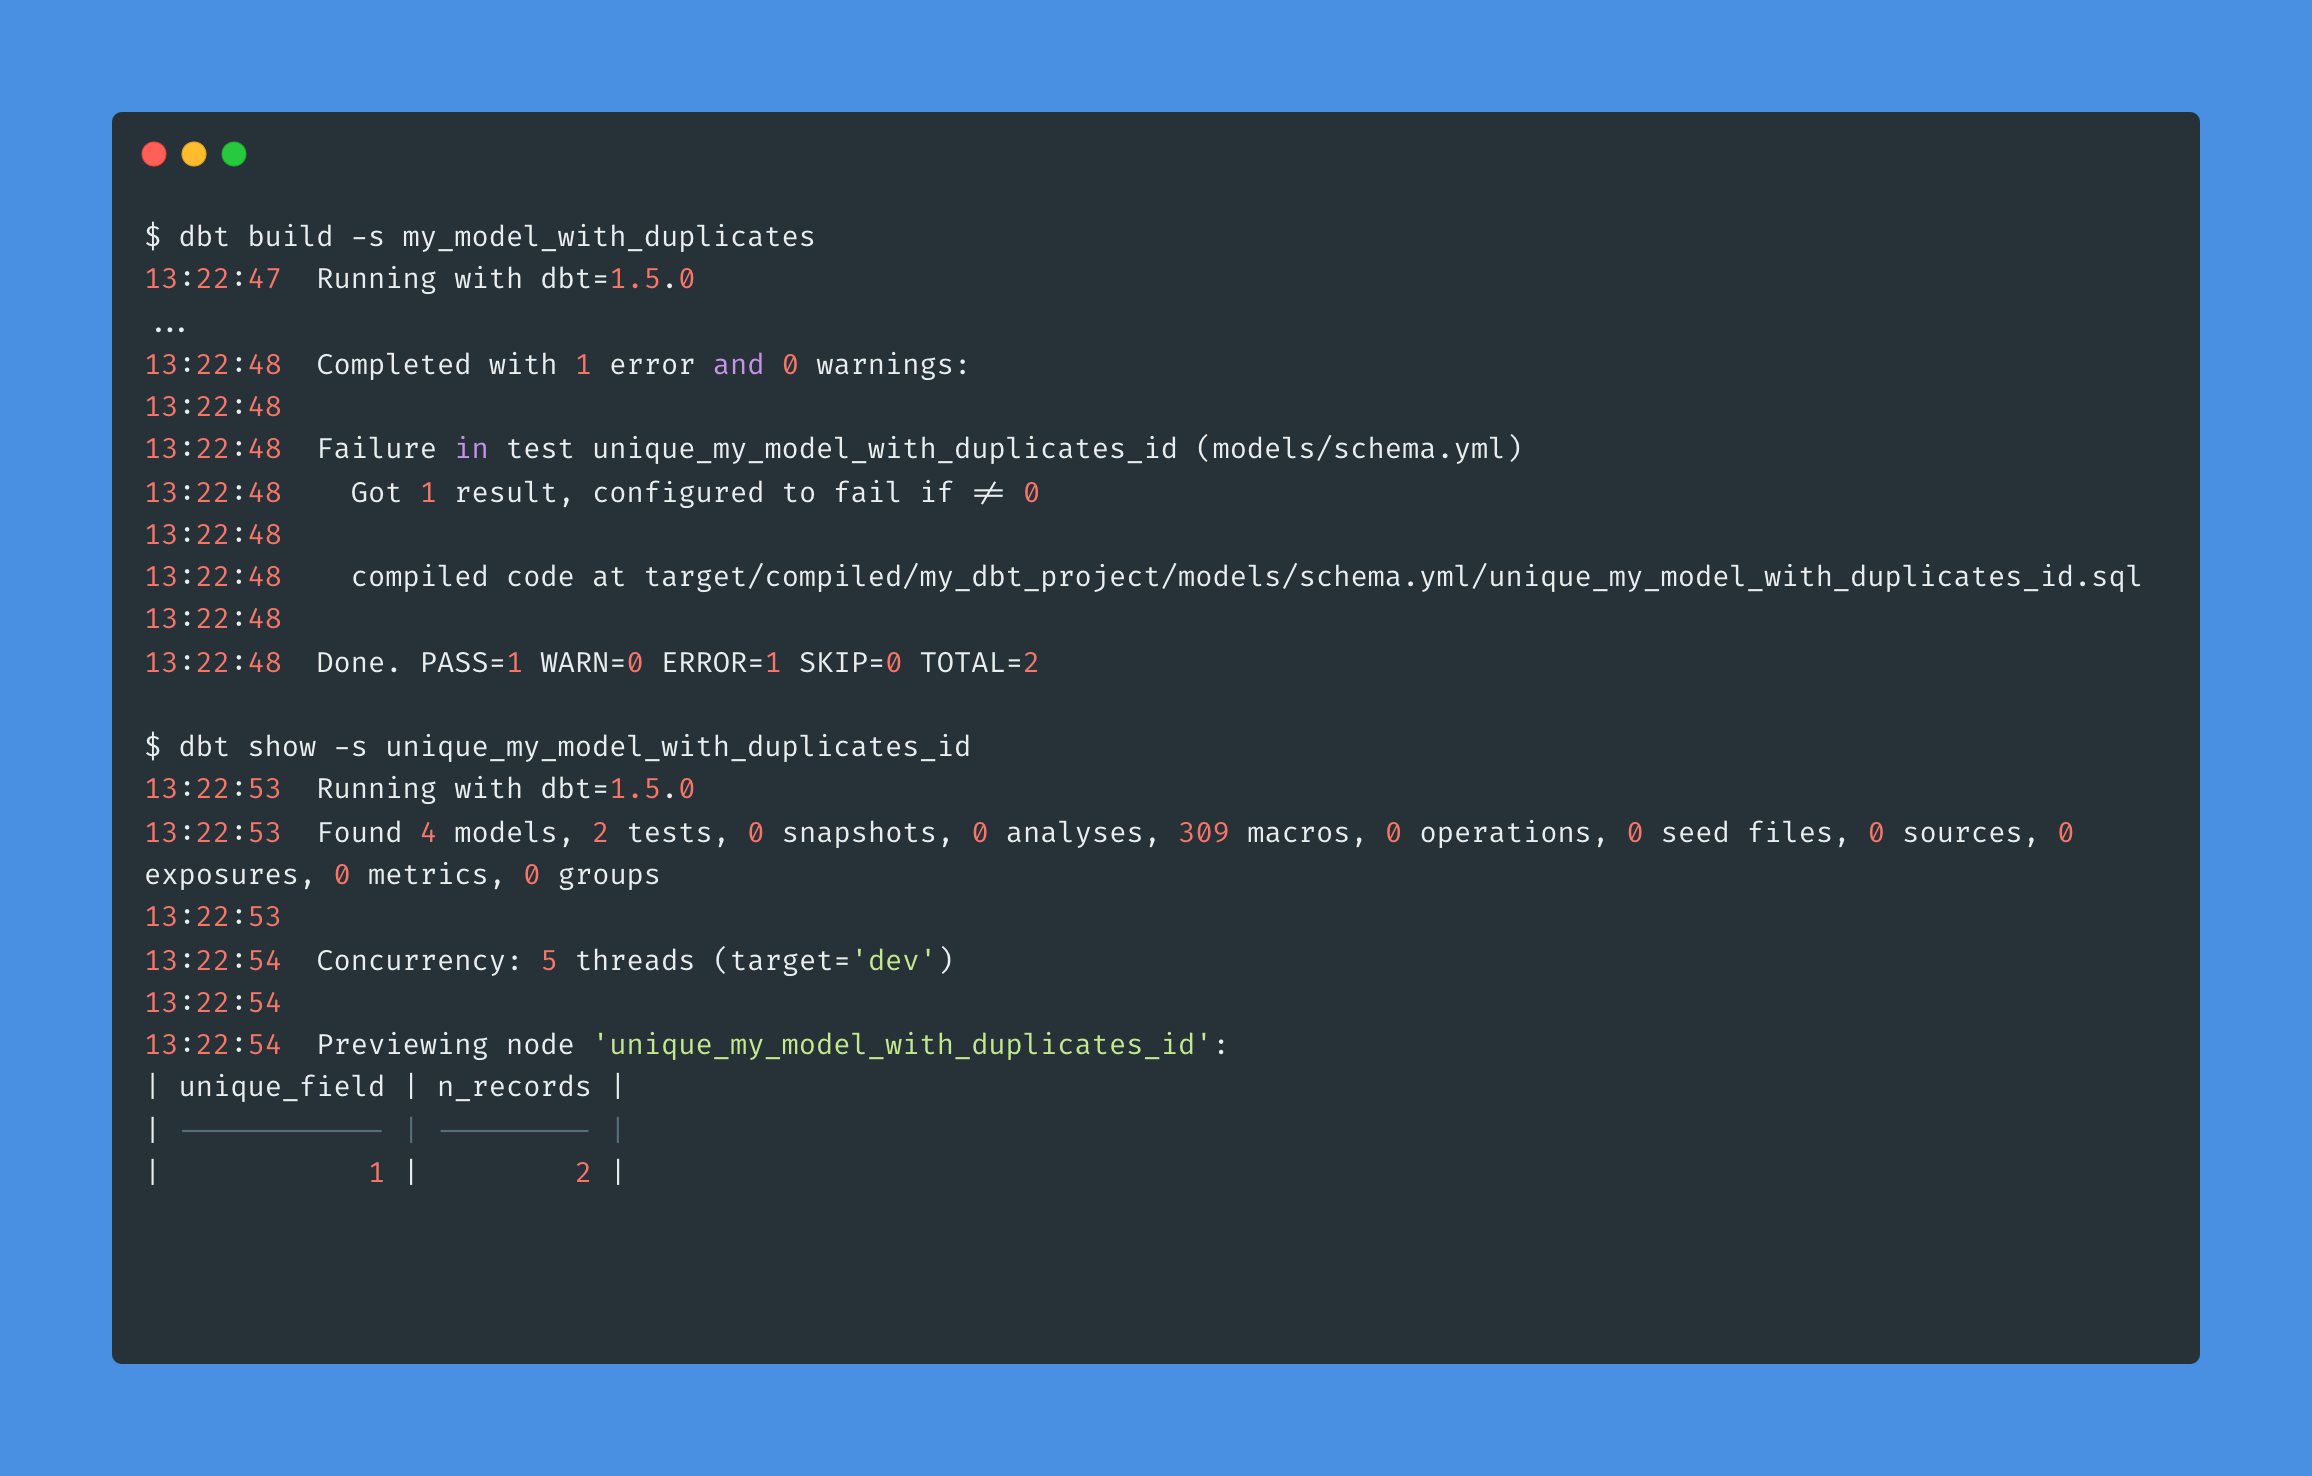 $ dbt build -s my_model_with_duplicates
13:22:47  Running with dbt=1.5.0
...
13:22:48  Completed with 1 error and 0 warnings:
13:22:48
13:22:48  Failure in test unique_my_model_with_duplicates_id (models/schema.yml)
13:22:48    Got 1 result, configured to fail if ≠ 0
13:22:48
13:22:48    compiled code at target/compiled/my_dbt_project/models/schema.yml/unique_my_model_with_duplicates_id.sql
13:22:48
13:22:48  Done. PASS=1 WARN=0 ERROR=1 SKIP=0 TOTAL=2
$ dbt show -s unique_my_model_with_duplicates_id
13:22:53  Running with dbt=1.5.0
13:22:53  Found 4 models, 2 tests, 0 snapshots, 0 analyses, 309 macros, 0 operations, 0 seed files, 0 sources, 0
exposures, 0 metrics, 0 groups
13:22:53
13:22:54  Concurrency: 5 threads (target='dev')
13:22:54
13:22:54  Previewing node 'unique_my_model_with_duplicates_id':
| unique_field | n_records |
| ------------ | --------- |
|            1 |         2 |